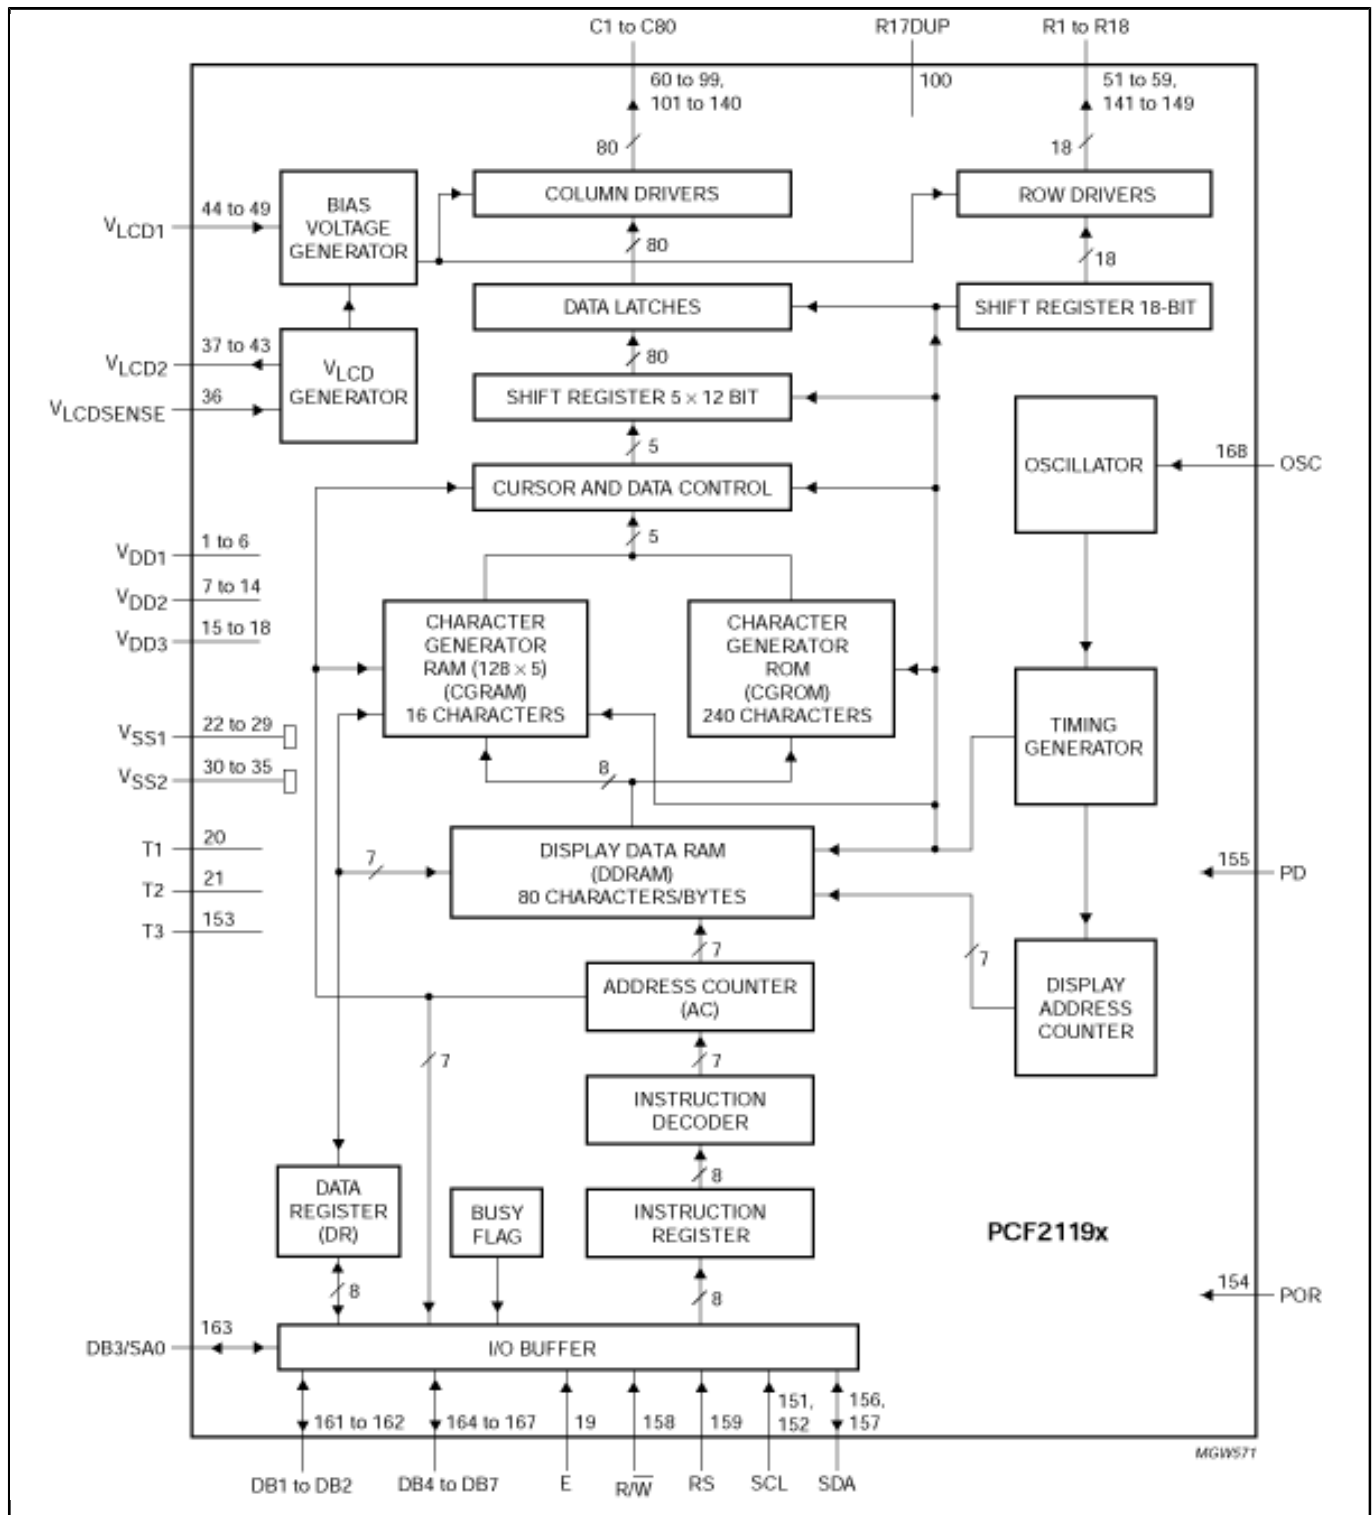 C1 to C80
R17DUP
R1 to R18
60 to 99,
101 to 140
100
51 to 59,
141 to 149
80
18
COLUMN DRIVERS
ROW DRIVERS
BIAS
VOLTAGE
GENERATOR
VLCD1
44 to 49
80
18
DATA LATCHES
SHIFT REGISTER 18-BIT
VLCD2
37 to 43
VLCD
GENERATOR
VLCDSENSE
36
80
SHIFT REGISTER 5 × 12 BIT
5
CURSOR AND DATA CONTROL
OSCILLATOR
168
OSC
5
VDD1
1 to 6
VDD2
7 to 14
VDD3
15 to 18
CHARACTER
GENERATOR
RAM (128 × 5)
(CGRAM)
16 CHARACTERS
CHARACTER
GENERATOR
ROM
(CGROM)
240 CHARACTERS
TIMING
GENERATOR
VSS1
22 to 29
VSS2
30 to 35
8
T1
20
T2
21
T3
153
7
DISPLAY DATA RAM
(DDRAM)
80 CHARACTERS/BYTES
155
PD
7
7
ADDRESS COUNTER
(AC)
DISPLAY
ADDRESS
COUNTER
7
7
INSTRUCTION
DECODER
8
DATA
REGISTER
(DR)
BUSY
FLAG
INSTRUCTION
REGISTER
PCF2119x
8
8
154
POR
DB3/SA0
163
I/O BUFFER
161 to 162
164 to 167
19
158
159
151,
152
156,
157
MGW571
DB1 to DB2
DB4 to DB7
E
R/W̅
RS
SCL
SDA